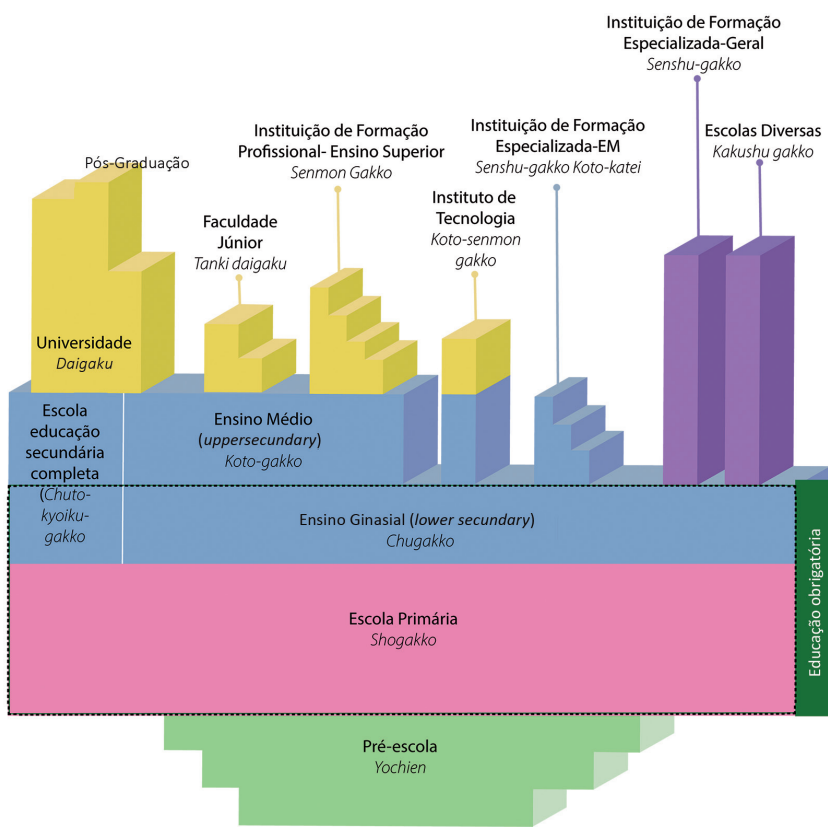 Instituição de Formação
Especializada-Geral
Senshu-gakko
Instituição de Formação
Profissional- Ensino Superior
Senmon Gakko
Instituição de Formação
Especializada-EM
Senshu-gakko Koto-katei
Escolas Diversas
Kakushu gakko
Pós-Graduação
Faculdade
Júnior
Tanki daigaku
Instituto de
Tecnologia
Koto-senmon
gakko
Universidade
Daigaku
Escola
educação
secundária
completa
(Chuto-
kyoiku-
gakko
Ensino Médio
(uppersecundary)
Koto-gakko
Ensino Ginasial (lower secundary)
Chugakko
Escola Primária
Shogakko
Educação obrigatória
Pré-escola
Yochien